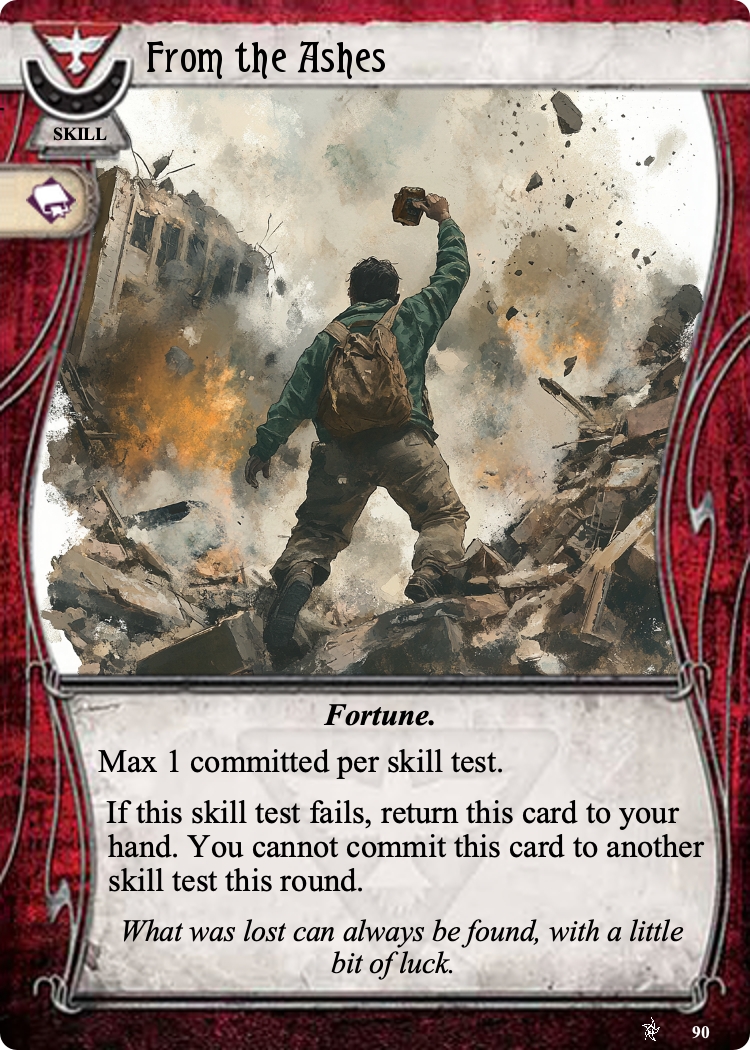 From the Ashes
SKILL
Fortune.
Max 1 committed per skill test.
If this skill test fails, return this card to your
hand. You cannot commit this card to another
skill test this round.
What was lost can always be found, with a little
bit of luck.
90